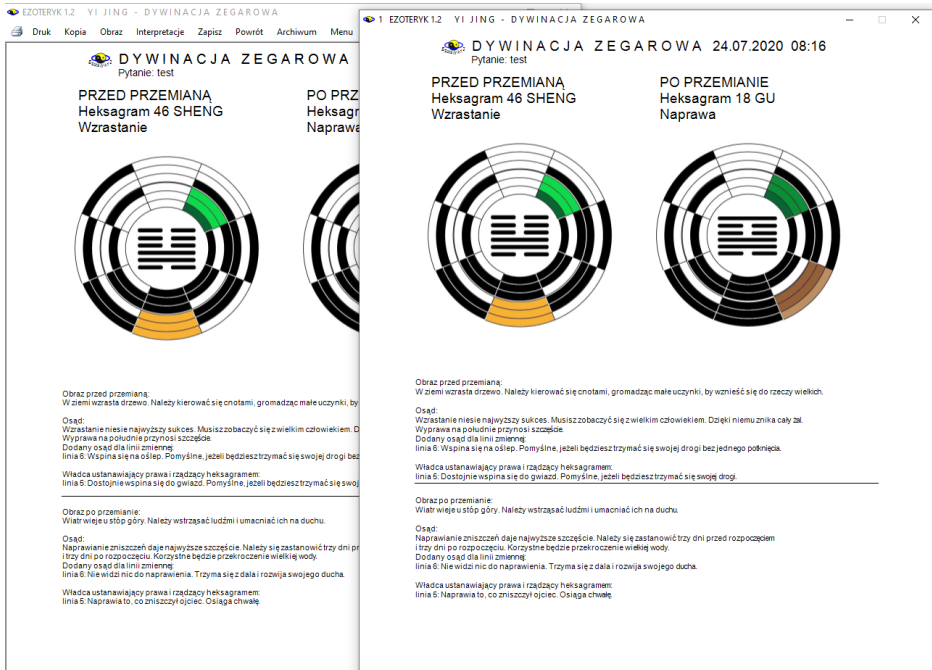 EZOTERYK 1.2 YI JING - DYWINACJA ZEGAROWA
Druk Kopia Obraz Interpretacje Zapisz Powrót Archiwum Menu
DYWINACJA ZEGAROWA
Pytanie: test
PRZED PRZEMIANĄ
Heksagram 46 SHENG
Wzrastanie
PO PRZ
Heksagr
Naprawa
Obraz przed przemianą:
W ziemi wzrasta drzewo. Należy kierować się cnotami, gromadząc małe uczynki, by
Osąd:
Wzrastanie niesie najwyższy sukces. Musisz zobaczyć się z wielkim człowiekiem. D
Wyprawa na południe przynosi szczęście.
Dodany osąd dla linii zmiennej:
linia 6: Wspina się na oślep. Pomyślne, jeżeli będziesz trzymać się swojej drogi bez
Władca ustanawiający prawa i rządzący heksagramem:
linia 5: Dostojnie wspina się do gwiazd. Pomyślne, jeżeli będziesz trzymać się swoj
Obraz po przemianie:
Wiatr wieje u stóp góry. Należy wstrząsać ludźmi i umacniać ich na duchu.
Osąd:
Naprawianie zniszczeń daje najwyższe szczęście. Należy się zastanowić trzy dni pr
i trzy dni po rozpoczęciu. Korzystne będzie przekroczenie wielkiej wody.
Dodany osąd dla linii zmiennej:
linia 6: Nie widzi nic do naprawienia. Trzyma się z dala i rozwija swojego ducha.
Władca ustanawiający prawa i rządzący heksagramem:
linia 5: Naprawia to, co zniszczył ojciec. Osiąga chwałę.
1 EZOTERYK 1.2 YI JING - DYWINACJA ZEGAROWA
DYWINACJA ZEGAROWA 24.07.2020 08:16
Pytanie: test
PRZED PRZEMIANĄ
Heksagram 46 SHENG
Wzrastanie
PO PRZEMIANIE
Heksagram 18 GU
Naprawa
Obraz przed przemianą:
W ziemi wzrasta drzewo. Należy kierować się cnotami, gromadząc małe uczynki, by wznieść się do rzeczy wielkich.
Osąd:
Wzrastanie niesie najwyższy sukces. Musisz zobaczyć się z wielkim człowiekiem. Dzięki niemu znika cały żal.
Wyprawa na południe przynosi szczęście.
Dodany osąd dla linii zmiennej:
linia 6: Wspina się na oślep. Pomyślne, jeżeli będziesz trzymać się swojej drogi bez jednego potknięcia.
Władca ustanawiający prawa i rządzący heksagramem:
linia 5: Dostojnie wspina się do gwiazd. Pomyślne, jeżeli będziesz trzymać się swojej drogi.
Obraz po przemianie:
Wiatr wieje u stóp góry. Należy wstrząsać ludźmi i umacniać ich na duchu.
Osąd:
Naprawianie zniszczeń daje najwyższe szczęście. Należy się zastanowić trzy dni przed rozpoczęciem
i trzy dni po rozpoczęciu. Korzystne będzie przekroczenie wielkiej wody.
Dodany osąd dla linii zmiennej:
linia 6: Nie widzi nic do naprawienia. Trzyma się z dala i rozwija swojego ducha.
Władca ustanawiający prawa i rządzący heksagramem:
linia 5: Naprawia to, co zniszczył ojciec. Osiąga chwałę.